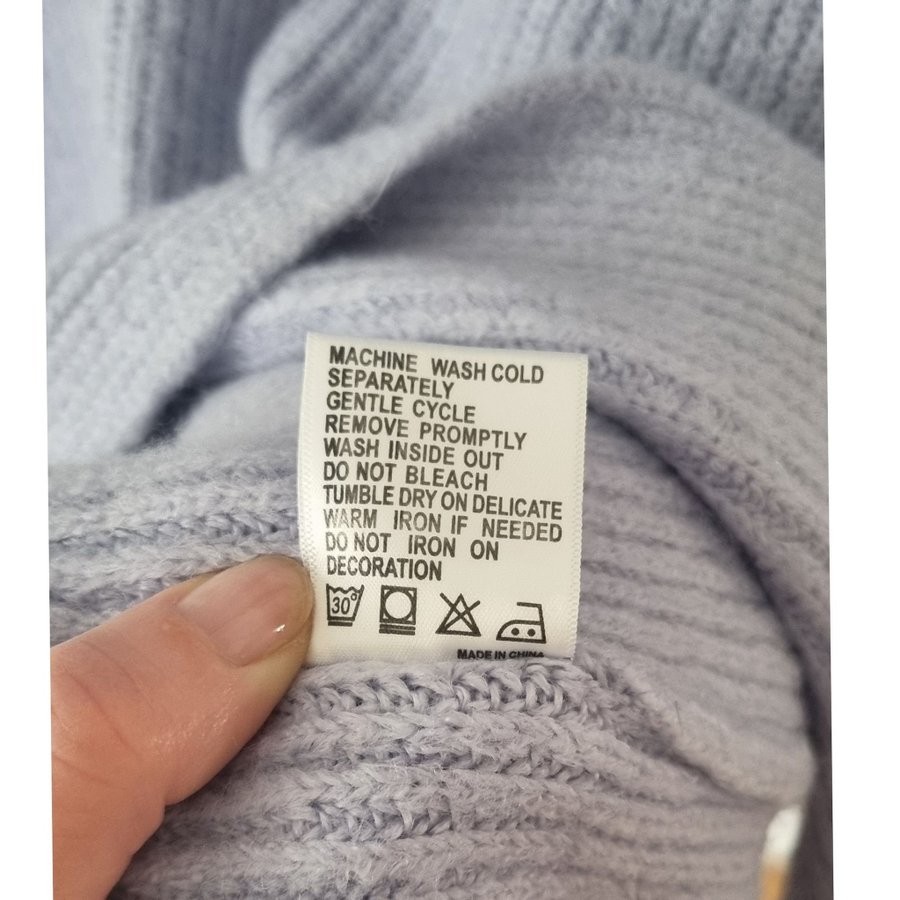 MACHINE WASH COLD
SEPARATELY
GENTLE CYCLE
REMOVE PROMPTLY
WASH INSIDE OUT
DO NOT BLEACH
TUMBLE DRY ON DELICATE
WARM IRON IF NEEDED
DO NOT IRON ON
DECORATION
30°
MADE IN CHINA